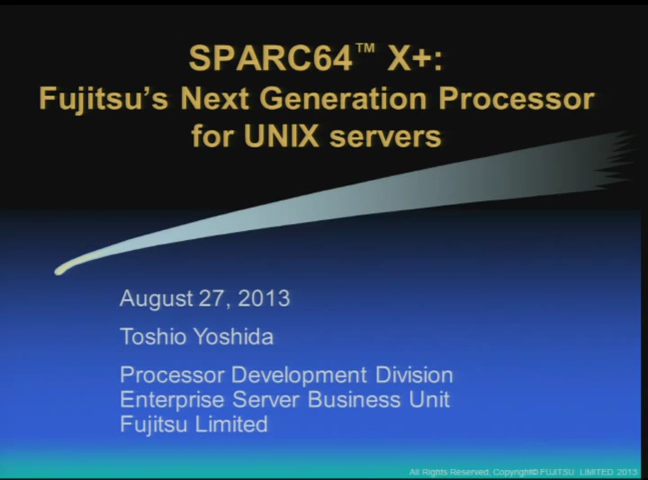 SPARC64™ X+:
Fujitsu's Next Generation Processor
for UNIX servers
August 27, 2013
Toshio Yoshida
Processor Development Division
Enterprise Server Business Unit
Fujitsu Limited
All Rights Reserved, Copyright© FUJITSU LIMITED 2013